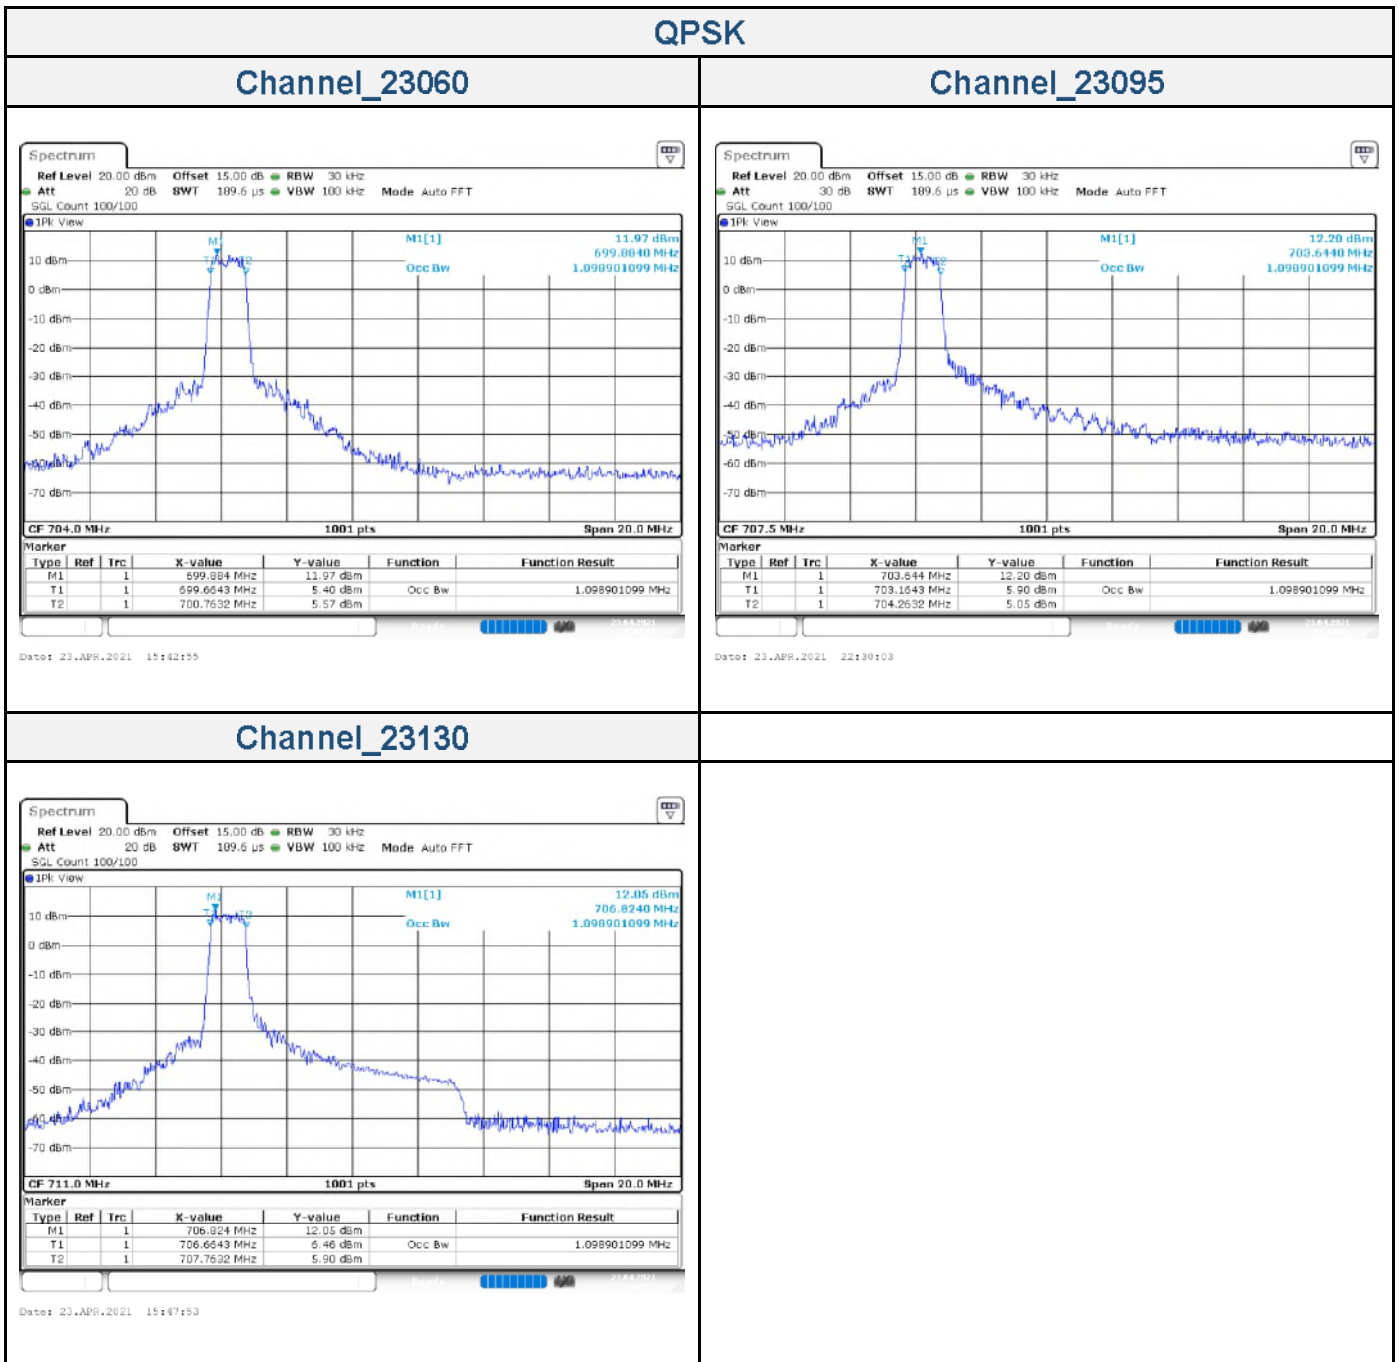 QPSK
Channel_23060
Channel_23095
Spectrum
Ref Level 20.00 dBm Offset 15.00 dB RBW 30 kHz
Att 20 dB SWT 189.6 µs VBW 100 kHz Mode Auto FFT
SGL Count 100/100
1Pk View
M1[1] 11.97 dBm
699.8840 MHz
Occ Bw 1.098901099 MHz
M1
T1 T2
10 dBm
0 dBm
-10 dBm
-20 dBm
-30 dBm
-40 dBm
-50 dBm
-60 dBm
-70 dBm
CF 704.0 MHz 1001 pts Span 20.0 MHz
Marker
Type Ref Trc X-value Y-value Function Function Result
M1 1 699.884 MHz 11.97 dBm
T1 1 699.6643 MHz 5.40 dBm Occ Bw 1.098901099 MHz
T2 1 700.7632 MHz 5.57 dBm
Date: 23.APR.2021 15:42:55
Spectrum
Ref Level 20.00 dBm Offset 15.00 dB RBW 30 kHz
Att 30 dB SWT 189.6 µs VBW 100 kHz Mode Auto FFT
SGL Count 100/100
1Pk View
M1[1] 12.20 dBm
703.6440 MHz
Occ Bw 1.098901099 MHz
M1
T1 T2
10 dBm
0 dBm
-10 dBm
-20 dBm
-30 dBm
-40 dBm
-50 dBm
-60 dBm
-70 dBm
CF 707.5 MHz 1001 pts Span 20.0 MHz
Marker
Type Ref Trc X-value Y-value Function Function Result
M1 1 703.644 MHz 12.20 dBm
T1 1 703.1643 MHz 5.90 dBm Occ Bw 1.098901099 MHz
T2 1 704.2632 MHz 5.05 dBm
Date: 23.APR.2021 22:30:03
Channel_23130
Spectrum
Ref Level 20.00 dBm Offset 15.00 dB RBW 30 kHz
Att 20 dB SWT 189.6 µs VBW 100 kHz Mode Auto FFT
SGL Count 100/100
1Pk View
M1[1] 12.05 dBm
706.8240 MHz
Occ Bw 1.098901099 MHz
M1
T1 T2
10 dBm
0 dBm
-10 dBm
-20 dBm
-30 dBm
-40 dBm
-50 dBm
-60 dBm
-70 dBm
CF 711.0 MHz 1001 pts Span 20.0 MHz
Marker
Type Ref Trc X-value Y-value Function Function Result
M1 1 706.824 MHz 12.05 dBm
T1 1 706.6643 MHz 6.46 dBm Occ Bw 1.098901099 MHz
T2 1 707.7632 MHz 5.90 dBm
Date: 23.APR.2021 15:47:53